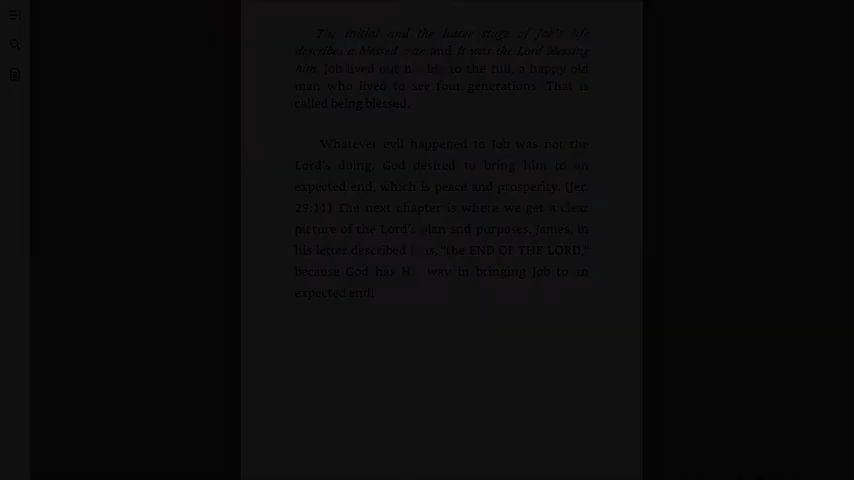 The initial and the latter stage of Job's life
describes a blessed man and it was the Lord blessing
him. Job lived out his life to the full, a happy old
man who lived to see four generations. That is
called being blessed.
Whatever evil happened to Job was not the
Lord's doing. God desired to bring him to an
expected end, which is peace and prosperity. (Jer.
29:11) The next chapter is where we get a clear
picture of the Lord's plan and purposes. James, in
his letter described this, "the END OF THE LORD,"
because God has His way in bringing Job to an
expected end!